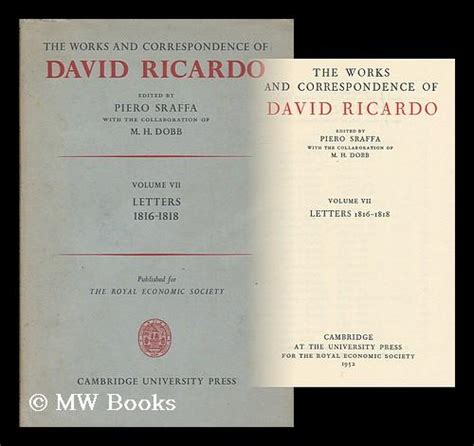 THE WORKS AND CORRESPONDENCE OF
DAVID RICARDO
EDITED BY
PIERO SRAFFA
WITH THE COLLABORATION OF
M. H. DOBB
VOLUME VII
LETTERS
1816-1818
Published for
THE ROYAL ECONOMIC SOCIETY
CAMBRIDGE UNIVERSITY PRESS
THE WORKS
AND CORRESPONDENCE OF
DAVID RICARDO
EDITED BY
PIERO SRAFFA
WITH THE COLLABORATION OF
M. H. DOBB
VOLUME VII
LETTERS 1816-1818
CAMBRIDGE
AT THE UNIVERSITY PRESS
FOR THE ROYAL ECONOMIC SOCIETY
1952
© MW Books